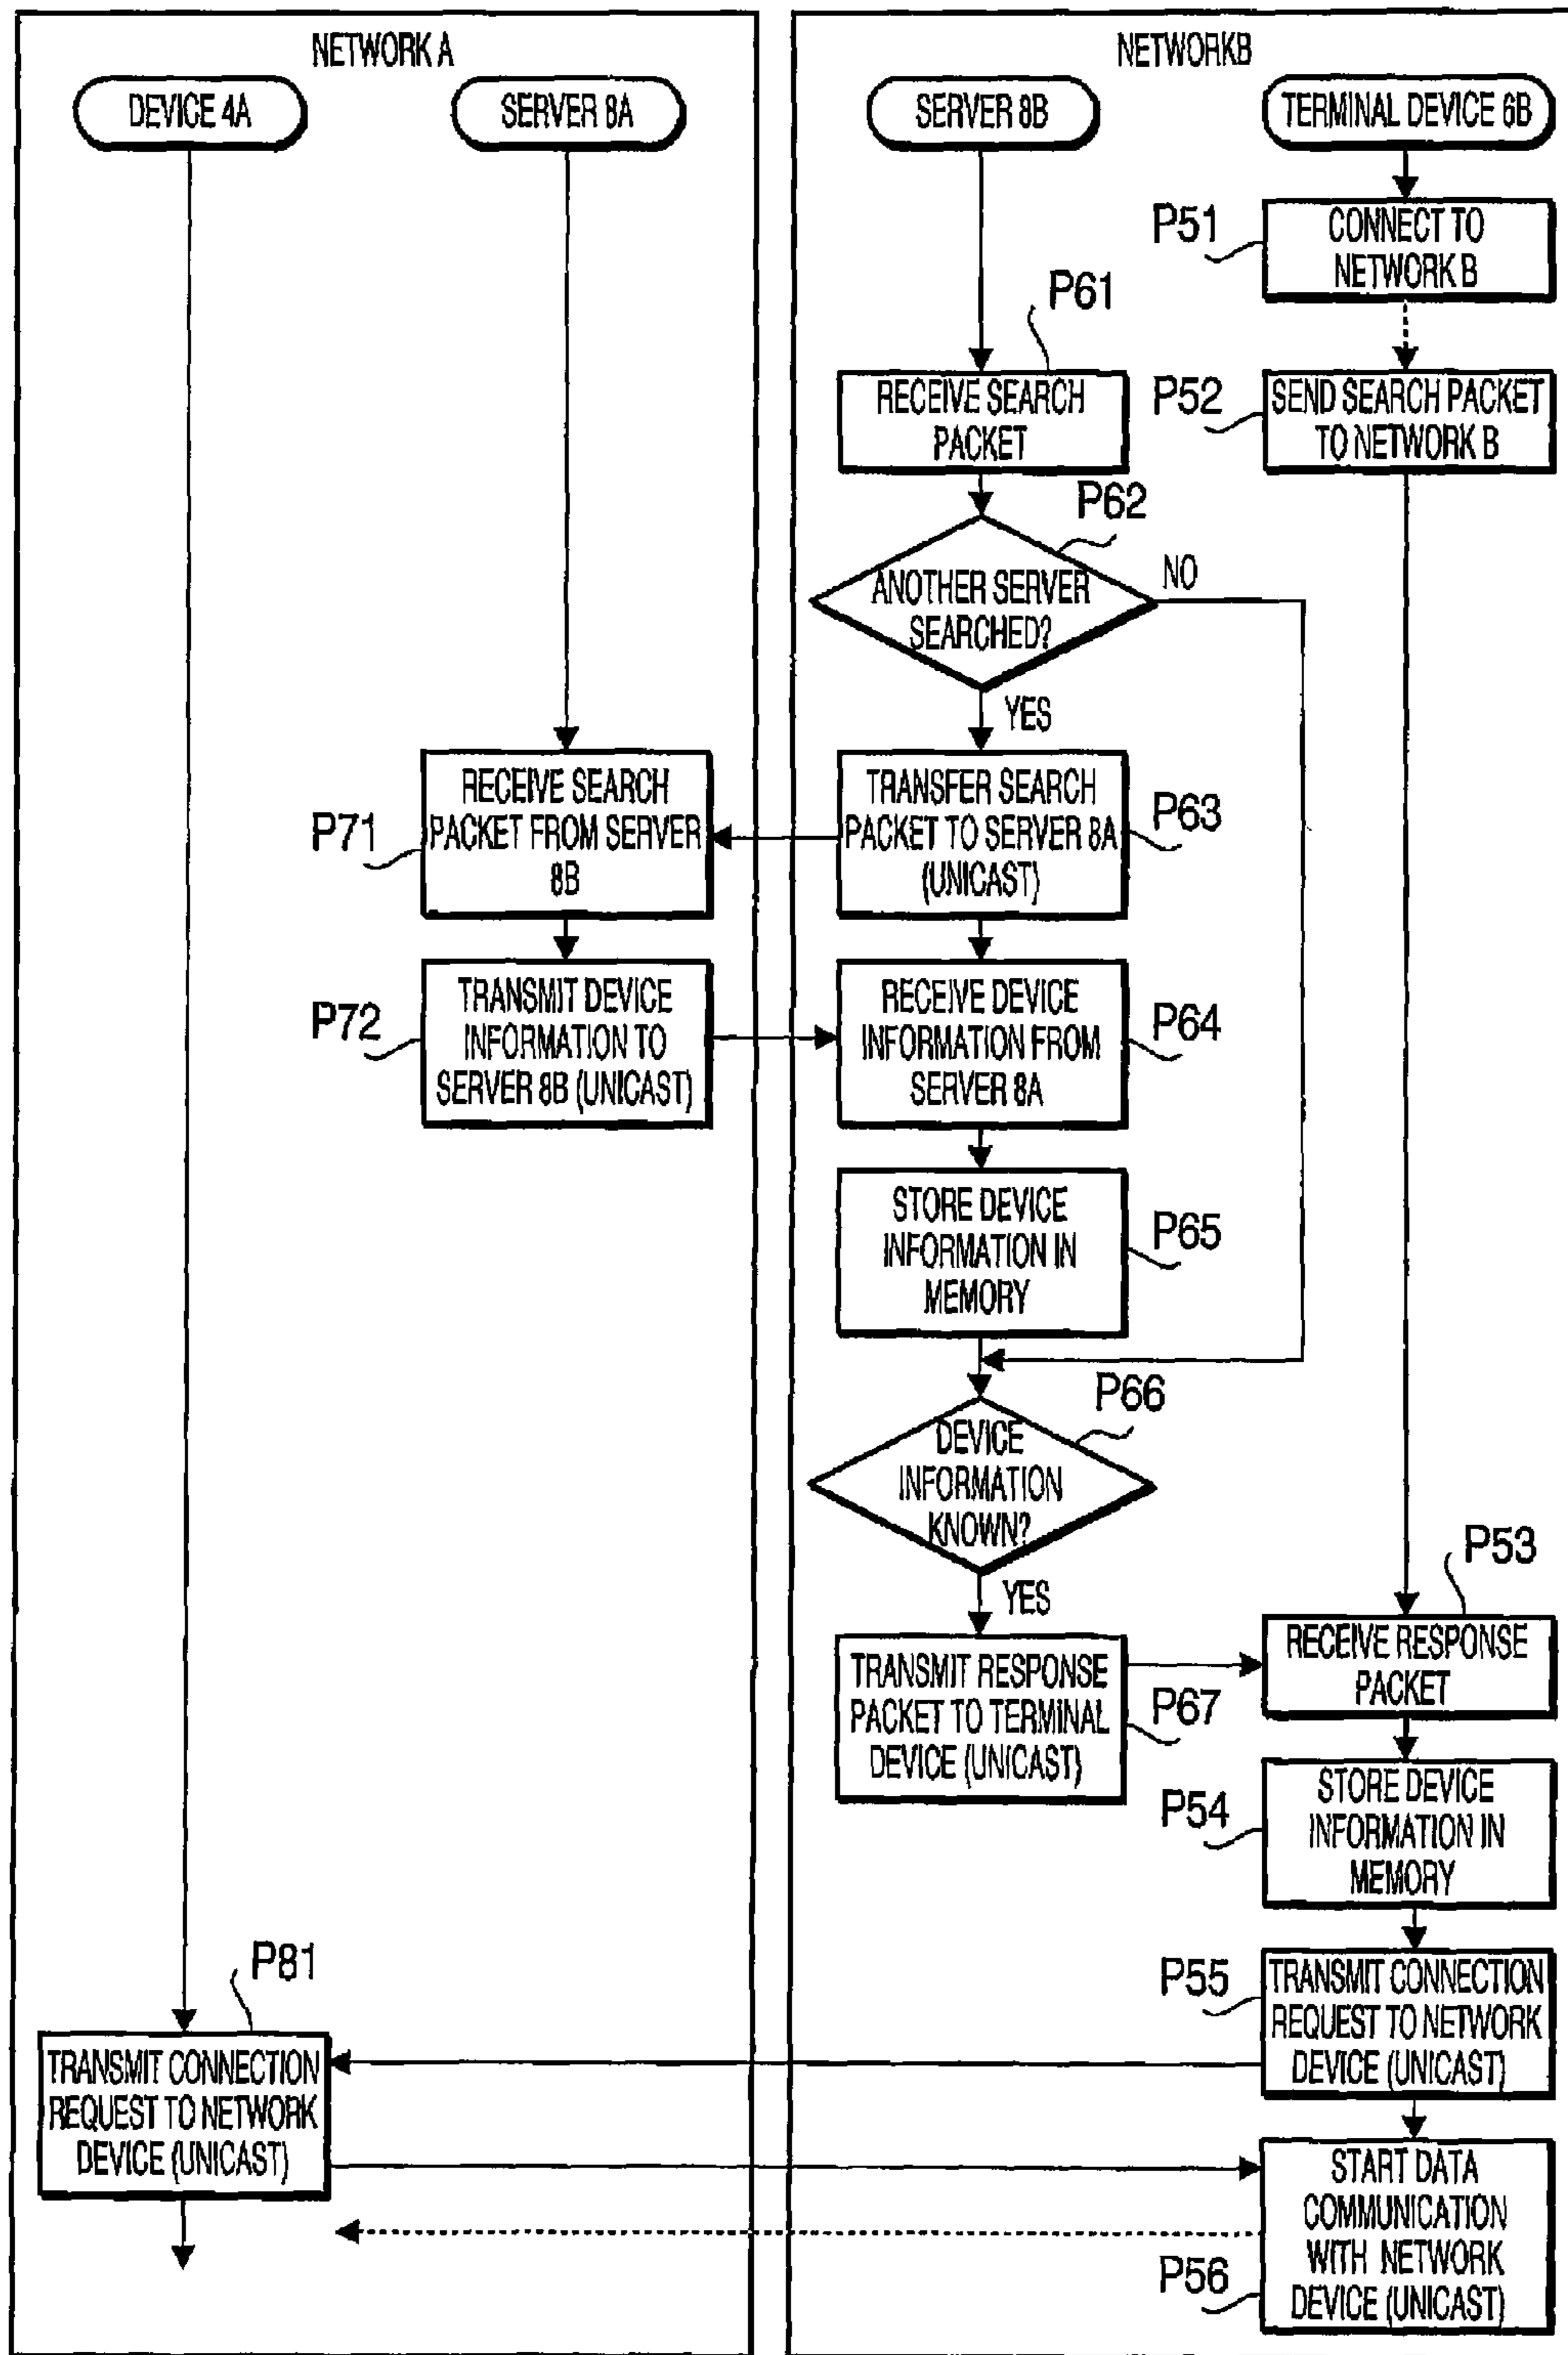 NETWORK A
NETWORKB
DEVICE 4A
SERVER 8A
SERVER 8B
TERMINAL DEVICE 6B
P51
CONNECT TO
NETWORK B
P61
RECEIVE SEARCH
PACKET
P52
SEND SEARCH PACKET
TO NETWORK B
P62
ANOTHER SERVER
SEARCHED?
NO
YES
P71
RECEIVE SEARCH
PACKET FROM SERVER
8B
TRANSFER SEARCH
PACKET TO SERVER 8A
(UNICAST)
P63
P72
TRANSMIT DEVICE
INFORMATION TO
SERVER 8B (UNICAST)
RECEIVE DEVICE
INFORMATION FROM
SERVER 8A
P64
STORE DEVICE
INFORMATION IN
MEMORY
P65
P66
DEVICE
INFORMATION
KNOWN?
YES
P53
RECEIVE RESPONSE
PACKET
TRANSMIT RESPONSE
PACKET TO TERMINAL
DEVICE (UNICAST)
P67
P54
STORE DEVICE
INFORMATION IN
MEMORY
P55
TRANSMIT CONNECTION
REQUEST TO NETWORK
DEVICE (UNICAST)
P81
TRANSMIT CONNECTION
REQUEST TO NETWORK
DEVICE (UNICAST)
P56
START DATA
COMMUNICATION
WITH NETWORK
DEVICE (UNICAST)